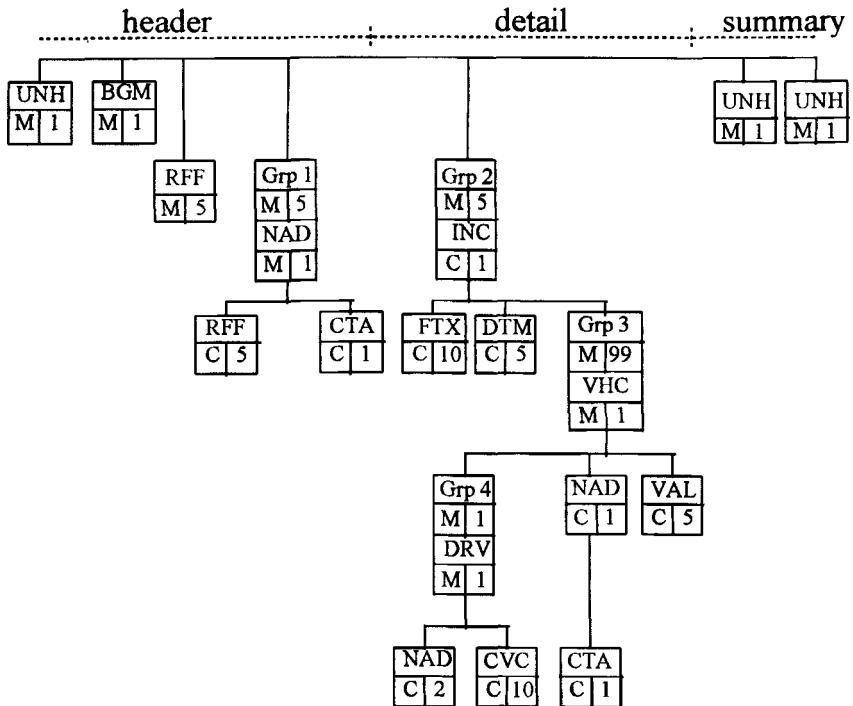 header detail summary
UNH BGM UNH UNH
M 1 M 1 M 1 M 1
RFF Grp 1 Grp 2
M 5 M 5 M 5
NAD INC
M 1 C 1
RFF CTA FTX DTM Grp 3
C 5 C 1 C 10 C 5 M 99
VHC
M 1
Grp 4 NAD VAL
M 1 C 1 C 5
DRV
M 1
NAD CVC CTA
C 2 C 10 C 1